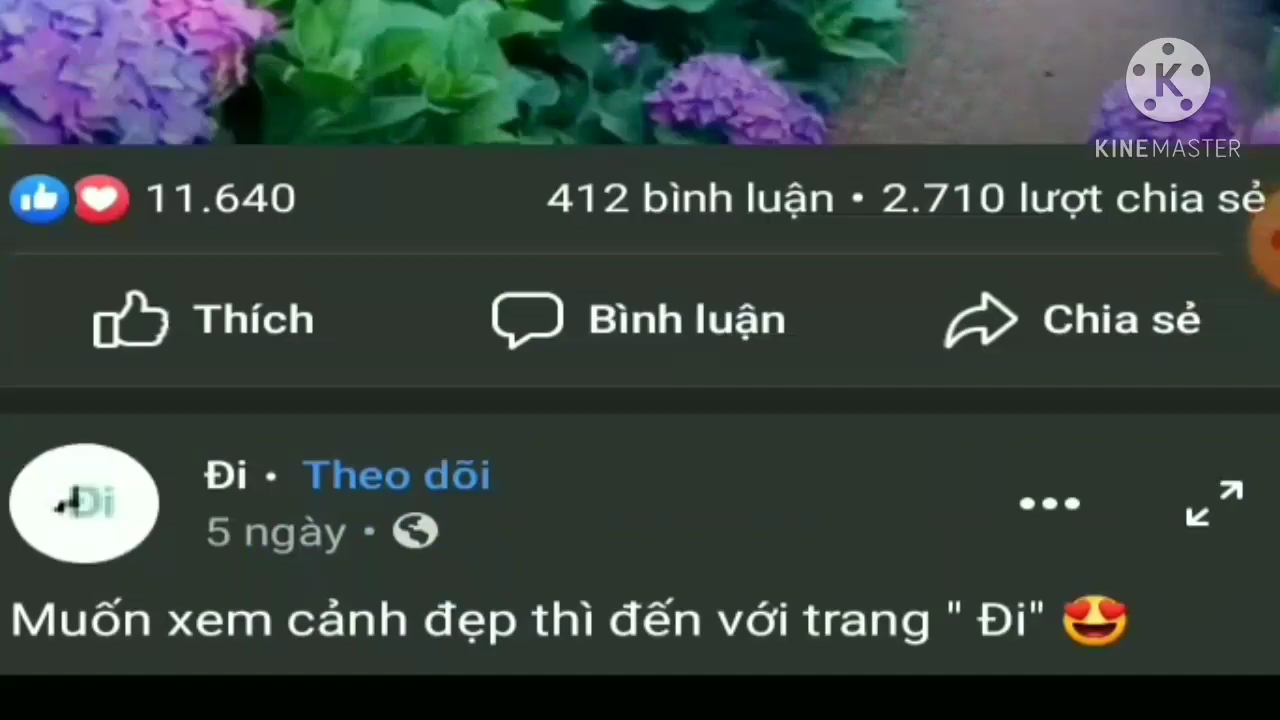 KINEMASTER
11.640 412 bình luận • 2.710 lượt chia sẻ
Thích Bình luận Chia sẻ
Đi
Đi • Theo dõi
5 ngày •
Muốn xem cảnh đẹp thì đến với trang " Đi" 😍